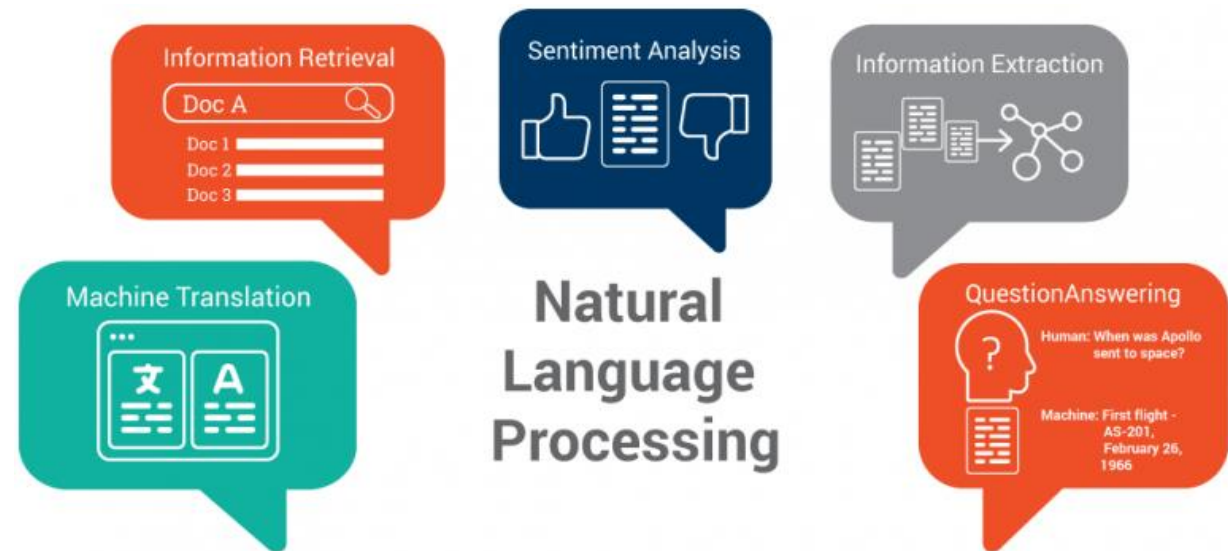 Information Retrieval
Doc A
Doc 1
Doc 2
Doc 3
Sentiment Analysis
Information Extraction
Machine Translation
文 A
Natural
Language
Processing
QuestionAnswering
?
Human: When was Apollo
sent to space?
Machine: First flight -
AS-201,
February 26,
1966